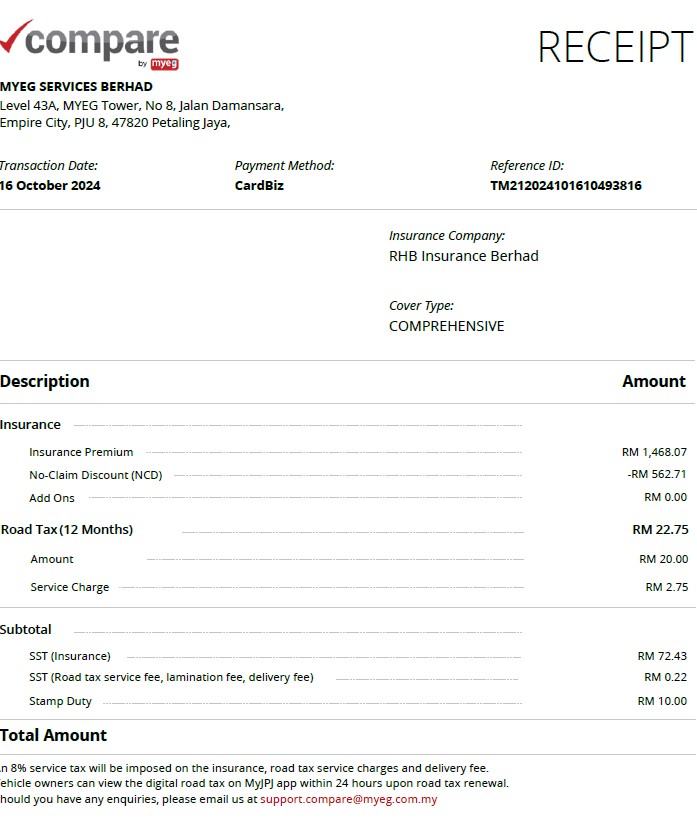 compare
by myeg
RECEIPT
MYEG SERVICES BERHAD
Level 43A, MYEG Tower, No 8, Jalan Damansara,
Empire City, PJU 8, 47820 Petaling Jaya,
Transaction Date: Payment Method: Reference ID:
16 October 2024 CardBiz TM212024101610493816
Insurance Company:
RHB Insurance Berhad
Cover Type:
COMPREHENSIVE
Description Amount
Insurance
Insurance Premium RM 1,468.07
No-Claim Discount (NCD) -RM 562.71
Add Ons RM 0.00
Road Tax (12 Months) RM 22.75
Amount RM 20.00
Service Charge RM 2.75
Subtotal
SST (Insurance) RM 72.43
SST (Road tax service fee, lamination fee, delivery fee) RM 0.22
Stamp Duty RM 10.00
Total Amount
n 8% service tax will be imposed on the insurance, road tax service charges and delivery fee.
ehicle owners can view the digital road tax on MyJPJ app within 24 hours upon road tax renewal.
hould you have any enquiries, please email us at support.compare@myeg.com.my